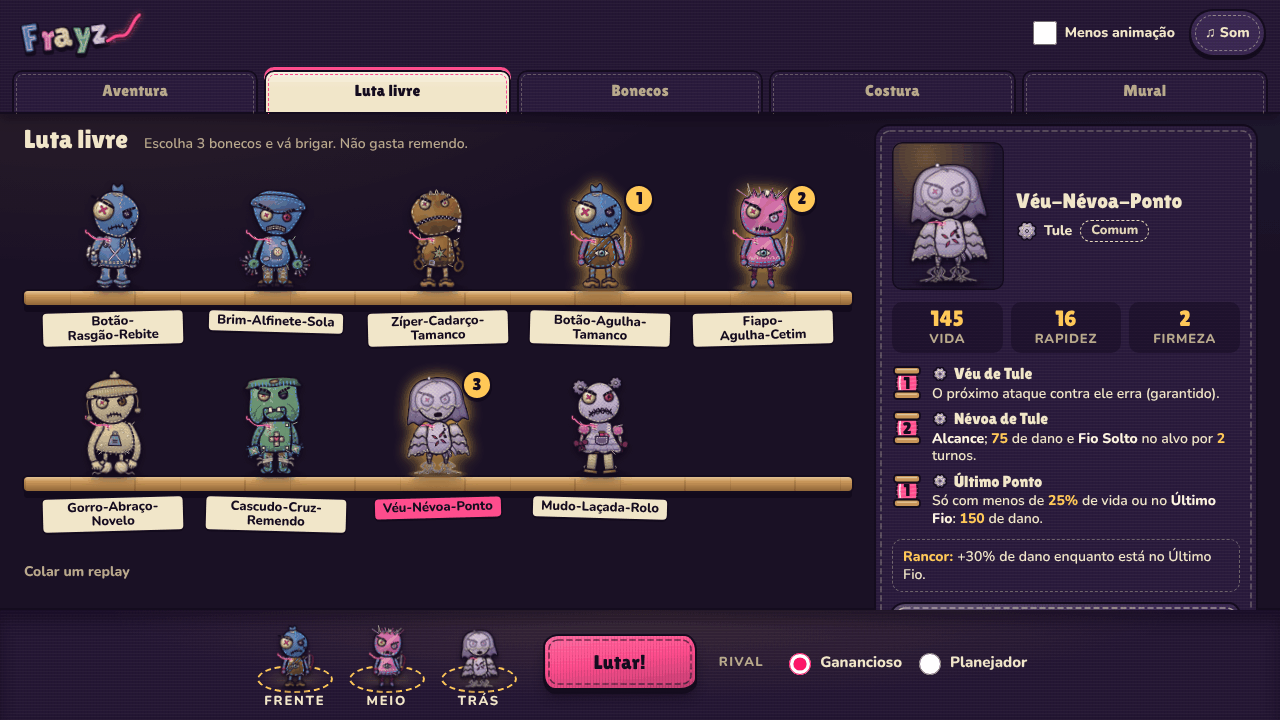 Frayz
Menos animação
♫ Som
Aventura
Luta livre
Bonecos
Costura
Mural
Luta livre
Escolha 3 bonecos e vá brigar. Não gasta remendo.
1
2
Botão-
Rasgão-Rebite
Brim-Alfinete-Sola
Zíper-Cadarço-
Tamanco
Botão-Agulha-
Tamanco
Fiapo-
Agulha-Cetim
3
Gorro-Abraço-
Novelo
Cascudo-Cruz-
Remendo
Véu-Névoa-Ponto
Mudo-Laçada-Rolo
Colar um replay
Véu-Névoa-Ponto
Tule
Comum
145
VIDA
16
RAPIDEZ
2
FIRMEZA
1
Véu de Tule
O próximo ataque contra ele erra (garantido).
2
Névoa de Tule
Alcance; 75 de dano e Fio Solto no alvo por 2
turnos.
1
Último Ponto
Só com menos de 25% de vida ou no Último
Fio: 150 de dano.
Rancor: +30% de dano enquanto está no Último
Fio.
FRENTE
MEIO
TRÁS
Lutar!
RIVAL
Ganancioso
Planejador